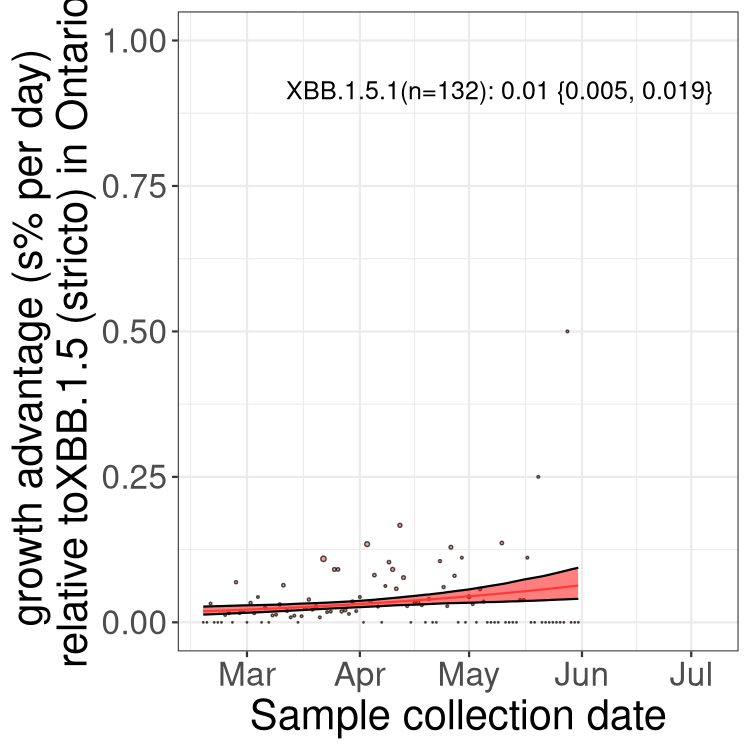 growth advantage (s% per day)
relative toXBB.1.5 (stricto) in Ontario
1.00
0.75
0.50
0.25
0.00
XBB.1.5.1(n=132): 0.01 {0.005, 0.019}
Mar Apr May Jun Jul
Sample collection date